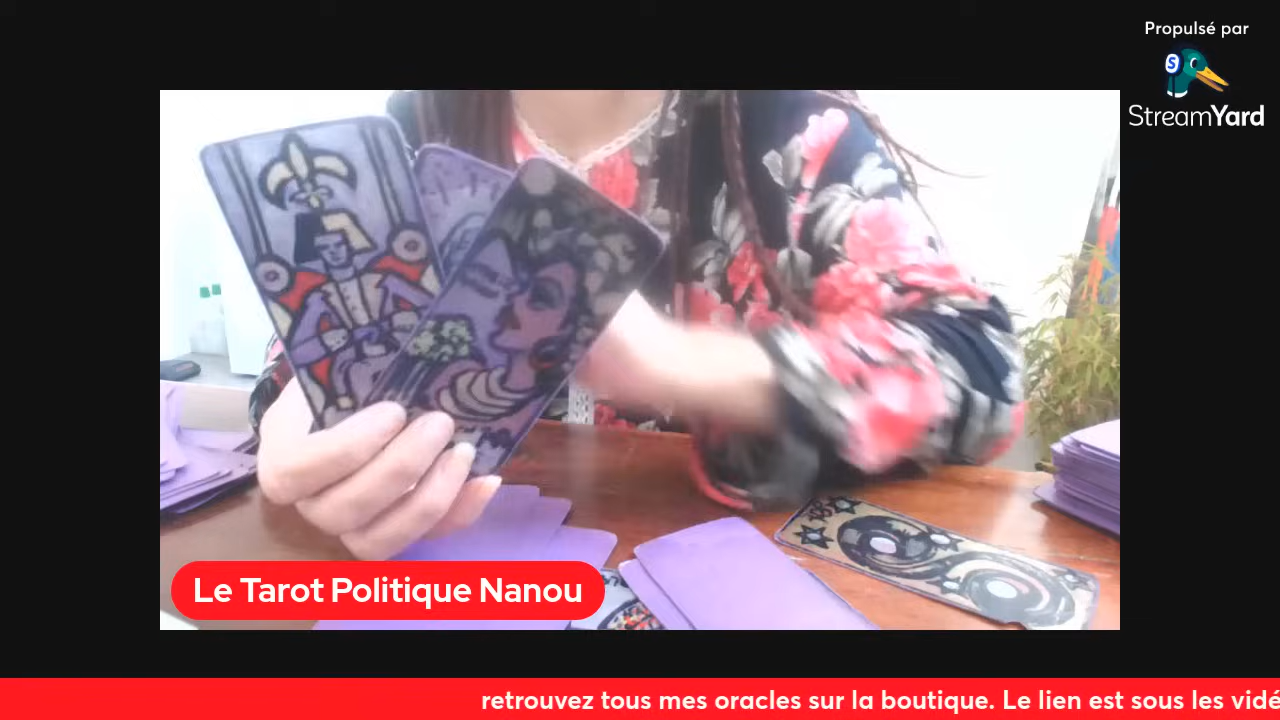 Propulsé par
StreamYard
Le Tarot Politique Nanou
retrouvez tous mes oracles sur la boutique. Le lien est sous les vidé